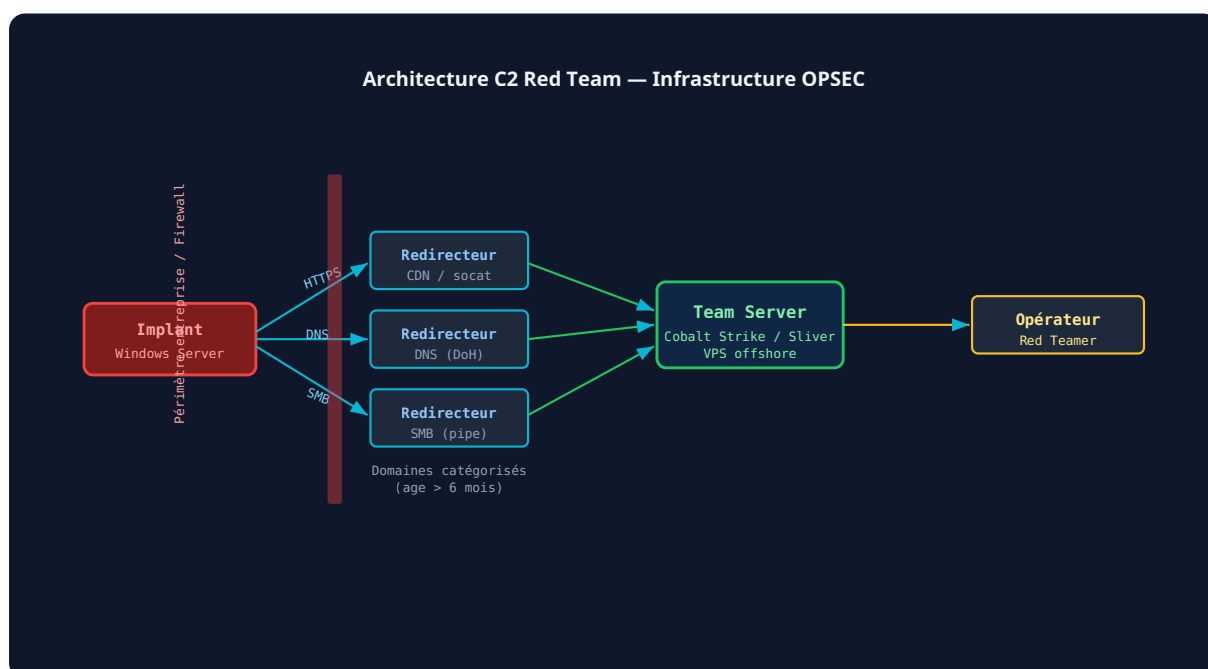 Architecture C2 Red Team — Infrastructure OPSEC
Périmètre entreprise / Firewall
Implant
Windows Server
HTTPS
DNS
SMB
Redirecteur
CDN / socat
Redirecteur
DNS (DoH)
Redirecteur
SMB (pipe)
Domaines catégorisés
(age > 6 mois)
Team Server
Cobalt Strike / Sliver
VPS offshore
Opérateur
Red Teamer